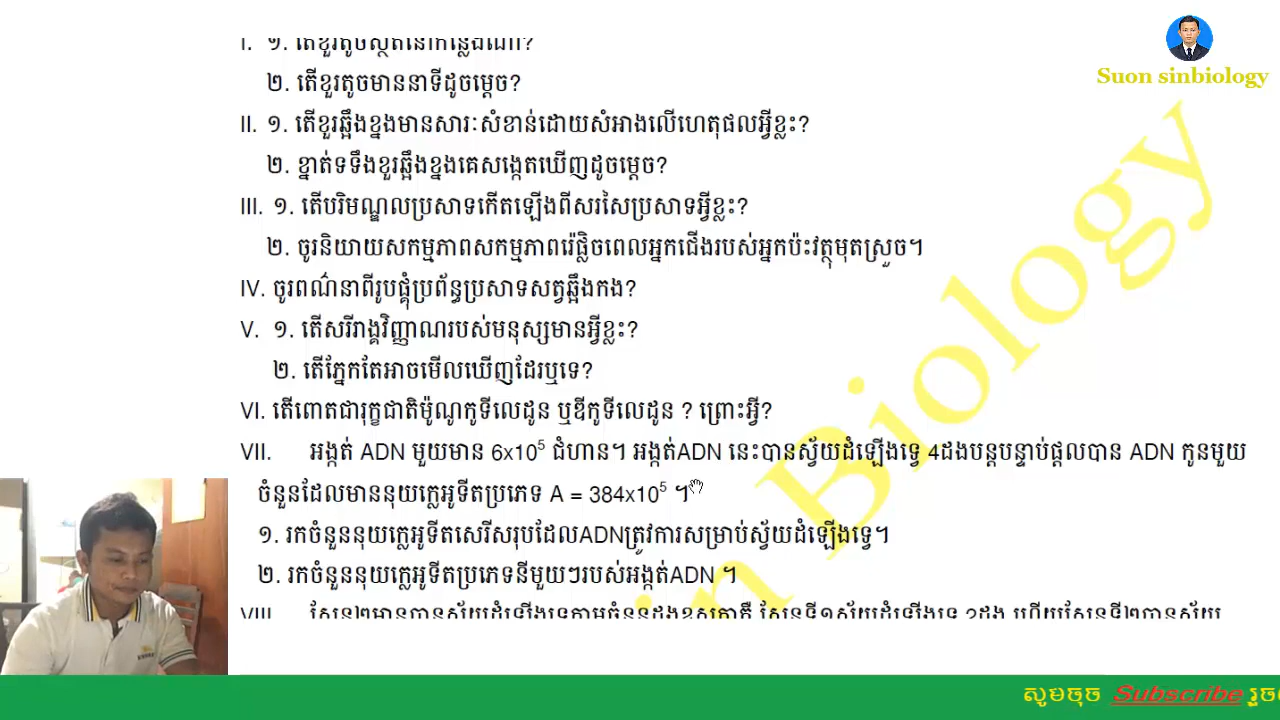 Suon sinbiology
២. តើខួរតូចមាននាទីដូចម្ដេច?
II. ១. តើខួរឆ្អឹងខ្នងមានសារៈសំខាន់ដោយសំអាងលើហេតុផលអ្វីខ្លះ?
២. ខ្នាត់ទទឹងខួរឆ្អឹងខ្នងគេសង្កេតឃើញដូចម្ដេច?
III. ១. តើបរិមណ្ឌលប្រសាទកើតឡើងពីសរសៃប្រសាទអ្វីខ្លះ?
២. ចូរនិយាយសកម្មភាពសកម្មភាពរ៉េផ្លិចពេលអ្នកជើងរបស់អ្នកប៉ះវត្ថុមុតស្រួច។
IV. ចូរពណ៌នាពីរូបផ្គុំប្រព័ន្ធប្រសាទសត្វឆ្អឹងកង?
V. ១. តើសរីរាង្គវិញ្ញាណរបស់មនុស្សមានអ្វីខ្លះ?
២. តើភ្នែកតែអាចមើលឃើញដែរឬទេ?
VI. តើពោតជារុក្ខជាតិម៉ូណូកូទីលេដូន ឬឌីកូទីលេដូន ? ព្រោះអ្វី?
VII. អង្កត់ ADN មួយមាន 6x10⁵ ជំហាន។ អង្កត់ADN នេះបានស្វ័យដំឡើងទ្វេ 4ដងបន្តបន្ទាប់ផ្ដល់បាន ADN កូនមួយ
ចំនួនដែលមាននុយក្លេអូទីតប្រភេទ A = 384x10⁵ ។
១. រកចំនួននុយក្លេអូទីតសេរីសរុបដែលADNត្រូវការសម្រាប់ស្វ័យដំឡើងទ្វេ។
២. រកចំនួននុយក្លេអូទីតប្រភេទនីមួយៗរបស់អង្កត់ADN ។
in Biology
សូមចុច Subscribe